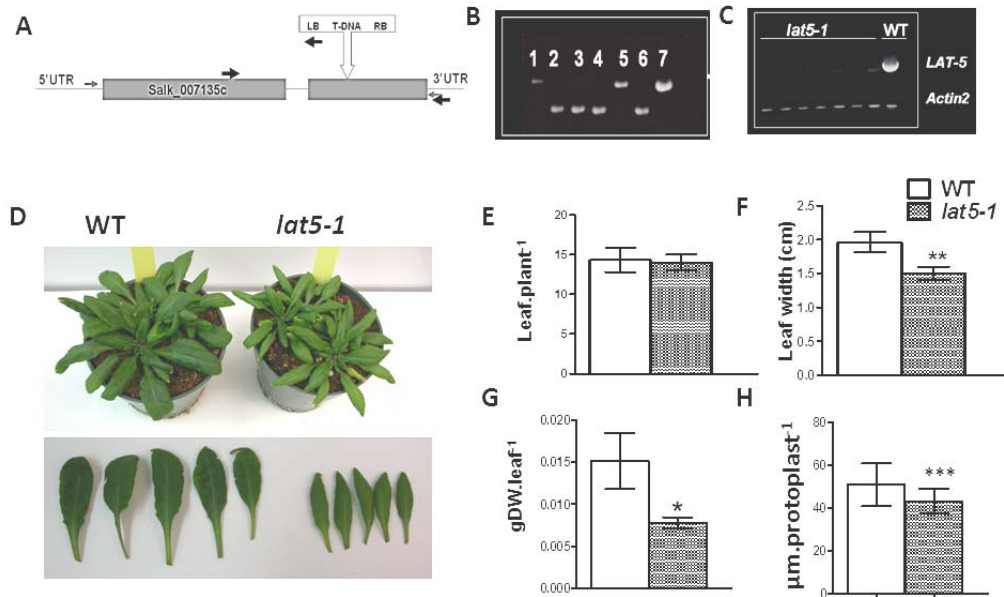 A
LB T-DNA RB
5'UTR
Salk_007135c
3'UTR
B
1 2 3 4 5 6 7
C
lat5-1 WT
LAT-5
Actin2
D
WT lat5-1
WT
lat5-1
E
Leaf.plant⁻¹
20
15
10
5
0
F
Leaf width (cm)
2.5
2.0
1.5
1.0
0.5
0.0
**
G
gDW.leaf⁻¹
0.020
0.015
0.010
0.005
0.000
*
H
µm.protoplast⁻¹
80
60
40
20
0
***